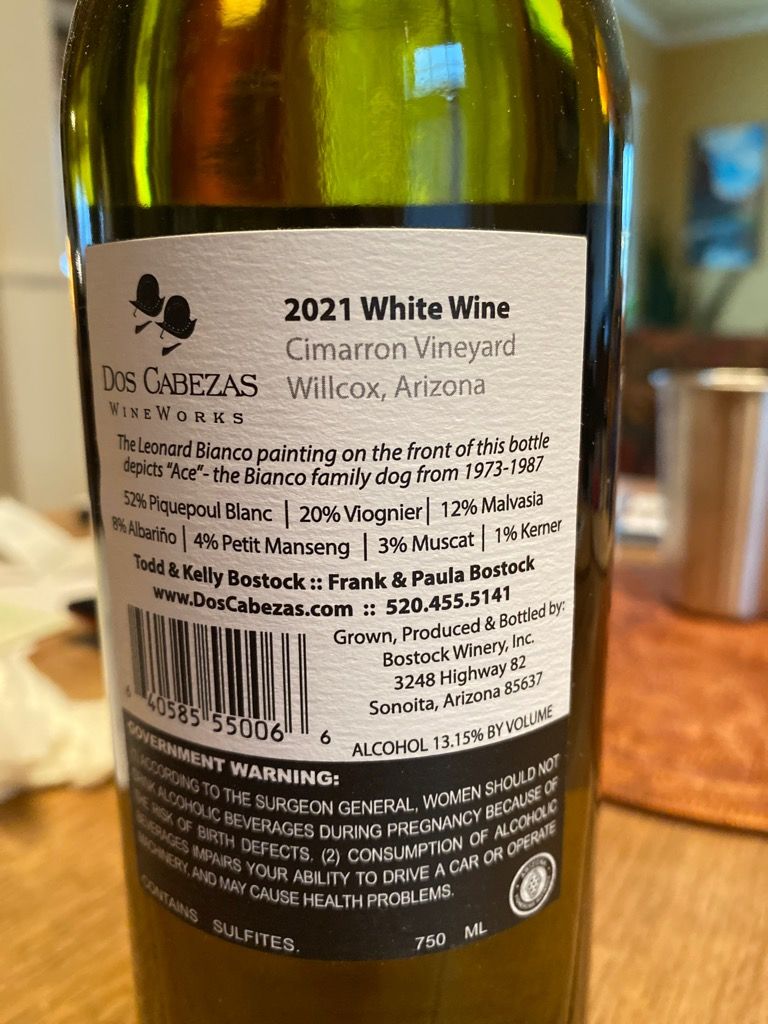 DOS CABEZAS
WINEWORKS
2021 White Wine
Cimarron Vineyard
Willcox, Arizona
The Leonard Bianco painting on the front of this bottle
depicts "Ace"- the Bianco family dog from 1973-1987
52% Piquepoul Blanc | 20% Viognier | 12% Malvasia
8% Albariño | 4% Petit Manseng | 3% Muscat | 1% Kerner
Todd & Kelly Bostock :: Frank & Paula Bostock
www.DosCabezas.com :: 520.455.5141
Grown, Produced & Bottled by:
Bostock Winery, Inc.
3248 Highway 82
Sonoita, Arizona 85637
6 40585 55006 6
ALCOHOL 13.15% BY VOLUME
GOVERNMENT WARNING:
ACCORDING TO THE SURGEON GENERAL, WOMEN SHOULD NOT
DRINK ALCOHOLIC BEVERAGES DURING PREGNANCY BECAUSE OF
THE RISK OF BIRTH DEFECTS. (2) CONSUMPTION OF ALCOHOLIC
BEVERAGES IMPAIRS YOUR ABILITY TO DRIVE A CAR OR OPERATE
MACHINERY, AND MAY CAUSE HEALTH PROBLEMS.
CONTAINS SULFITES.
750 ML